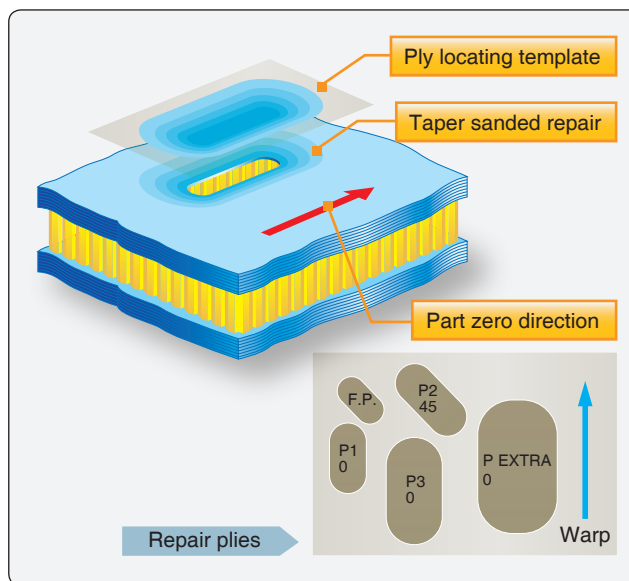 Ply locating template
Taper sanded repair
Part zero direction
F.P.
P2
45
P1
0
P3
0
P EXTRA
0
Warp
Repair plies